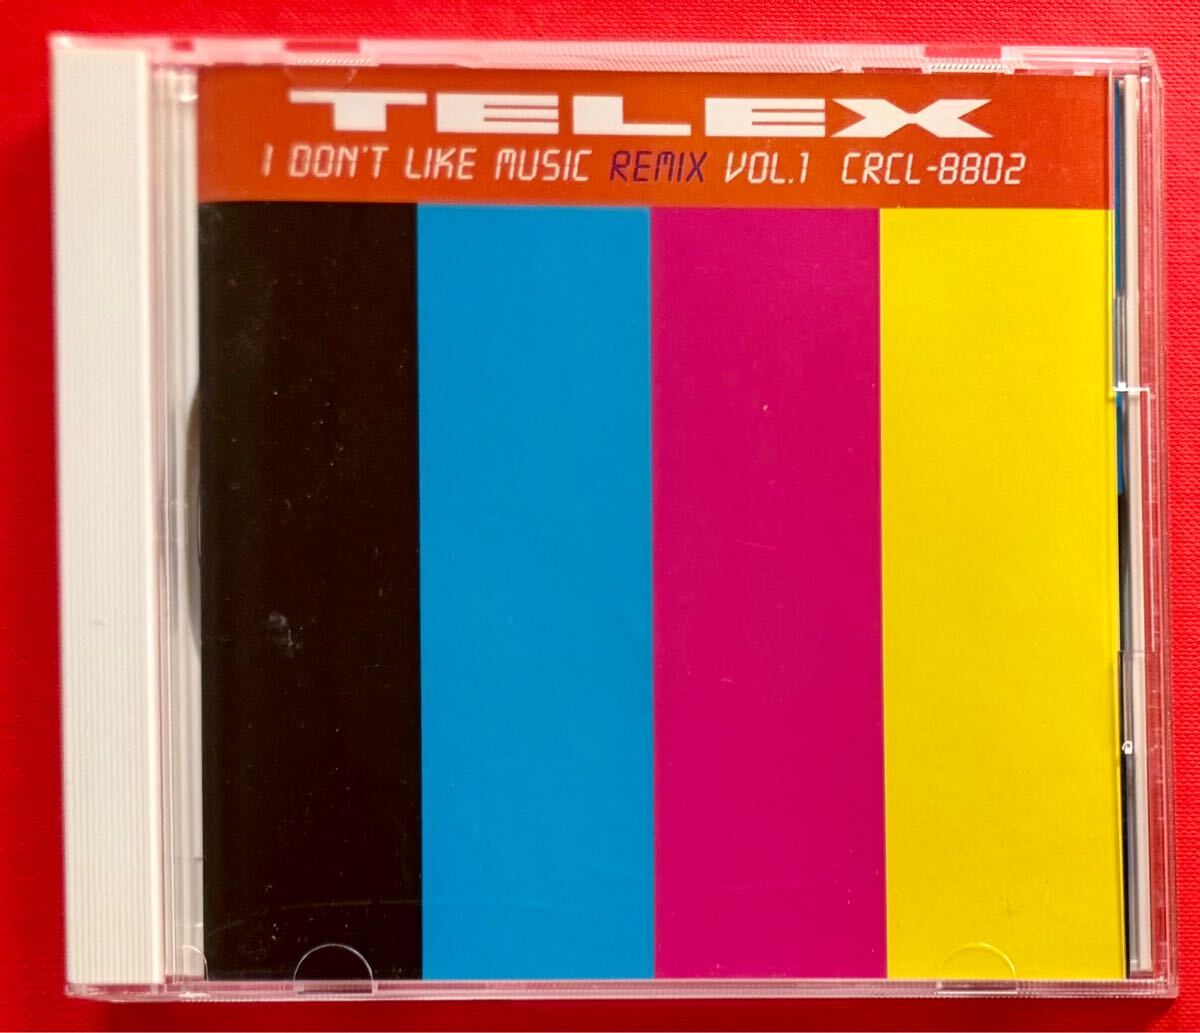 TELEX
I DON'T LIKE MUSIC REMIX VOL.1 CRCL-8802